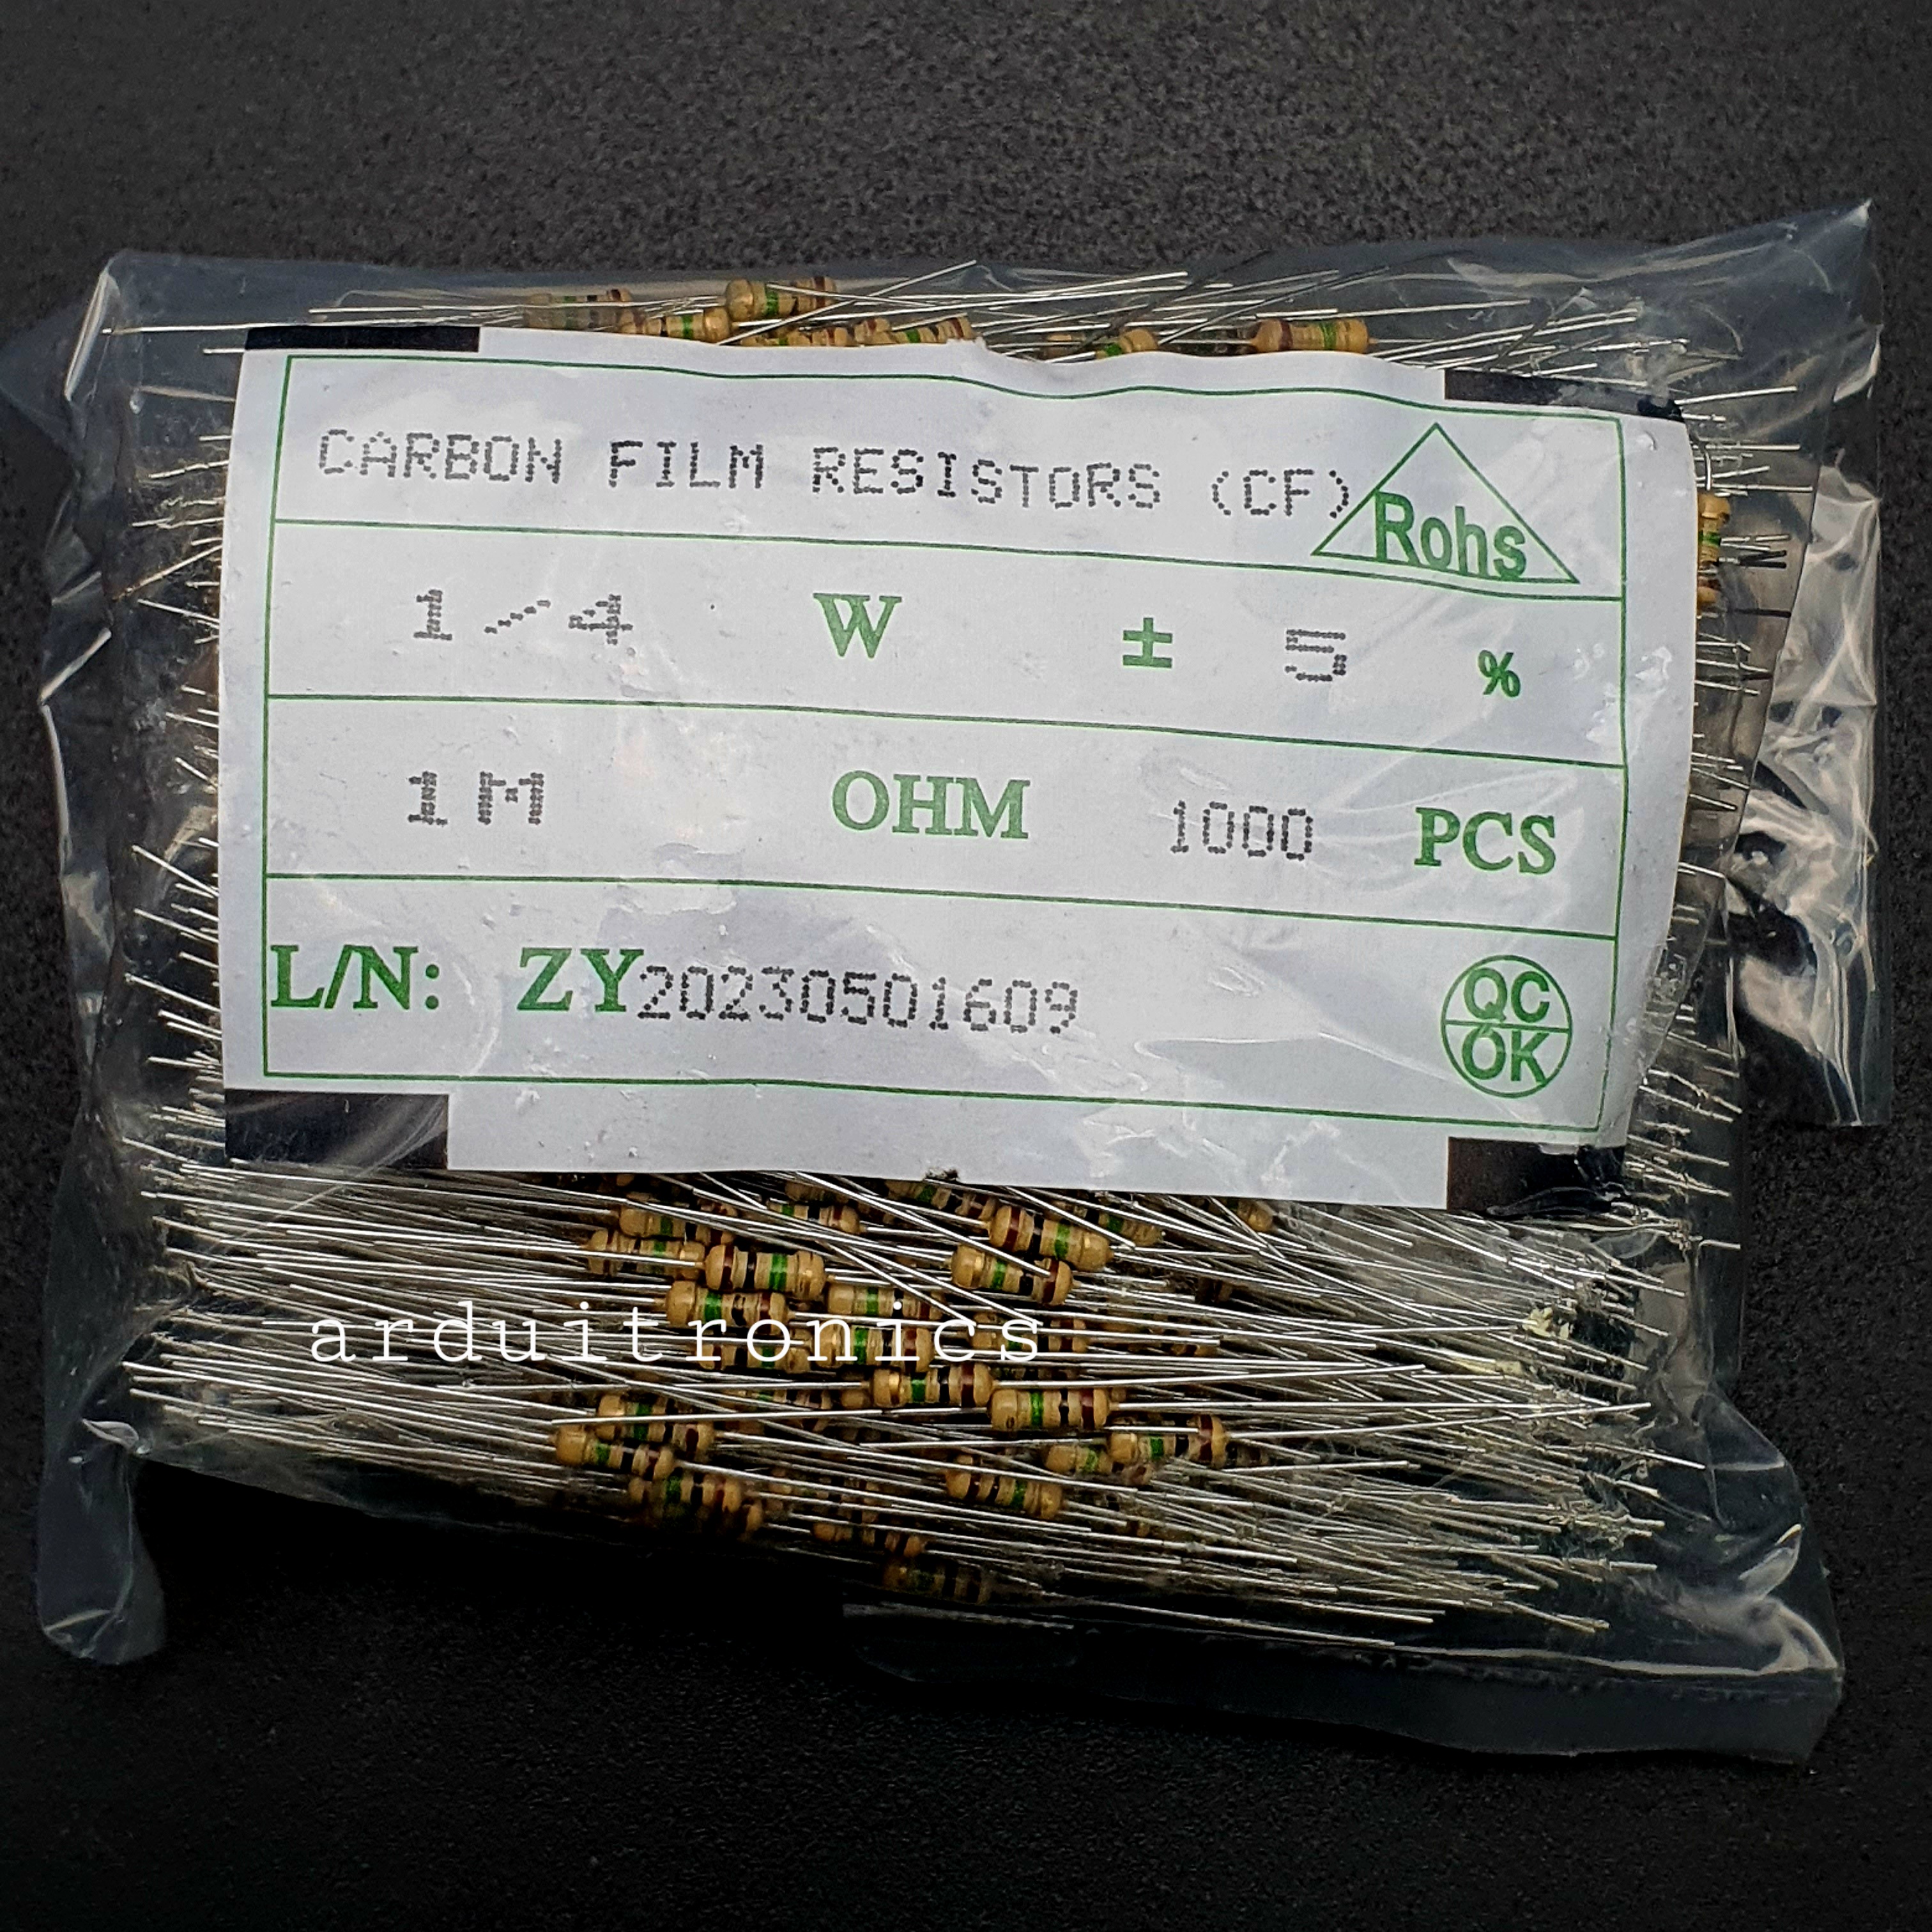 CARBON FILM RESISTORS (CF)
Rohs
1/4 W ± 5 %
1M OHM 1000 PCS
L/N: ZY20230501609
QC
OK
arduitronics